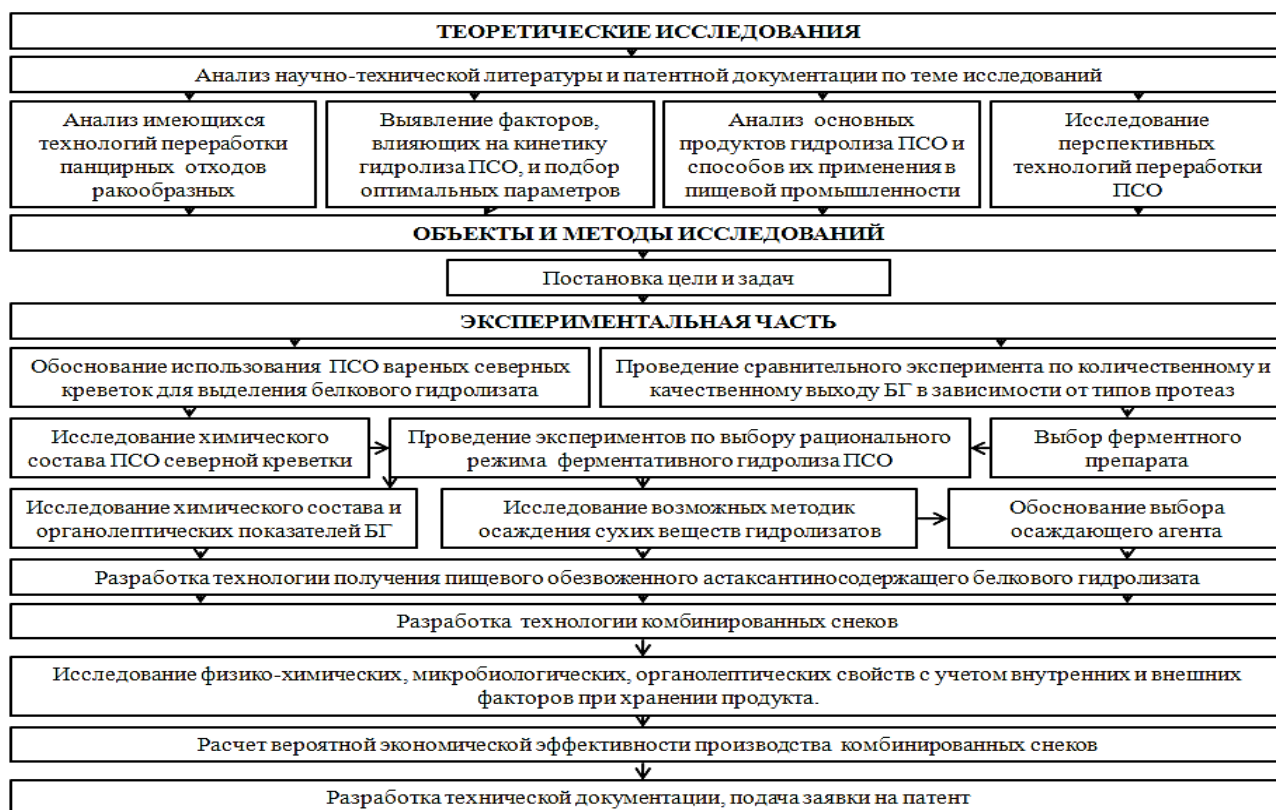 ТЕОРЕТИЧЕСКИЕ ИССЛЕДОВАНИЯ
Анализ научно-технической литературы и патентной документации по теме исследований
Анализ имеющихся
технологий переработки
панцирных отходов
ракообразных
Выявление факторов,
влияющих на кинетику
гидролиза ПСО, и подбор
оптимальных параметров
Анализ основных
продуктов гидролиза ПСО и
способов их применения в
пищевой промышленности
Исследование
перспективных
технологий переработки
ПСО
ОБЪЕКТЫ И МЕТОДЫ ИССЛЕДОВАНИЙ
Постановка цели и задач
ЭКСПЕРИМЕНТАЛЬНАЯ ЧАСТЬ
Обоснование использования ПСО вареных северных
креветок для выделения белкового гидролизата
Проведение сравнительного эксперимента по количественному и
качественному выходу БГ в зависимости от типов протеаз
Исследование химического
состава ПСО северной креветки
Проведение экспериментов по выбору рационального
режима ферментативного гидролиза ПСО
Выбор ферментного
препарата
Исследование химического состава и
органолептических показателей БГ
Исследование возможных методик
осаждения сухих веществ гидролизатов
Обоснование выбора
осаждающего агента
Разработка технологии получения пищевого обезвоженного астаксантиносодержащего белкового гидролизата
Разработка технологии комбинированных снеков
Исследование физико-химических, микробиологических, органолептических свойств с учетом внутренних и внешних
факторов при хранении продукта.
Расчет вероятной экономической эффективности производства комбинированных снеков
Разработка технической документации, подача заявки на патент